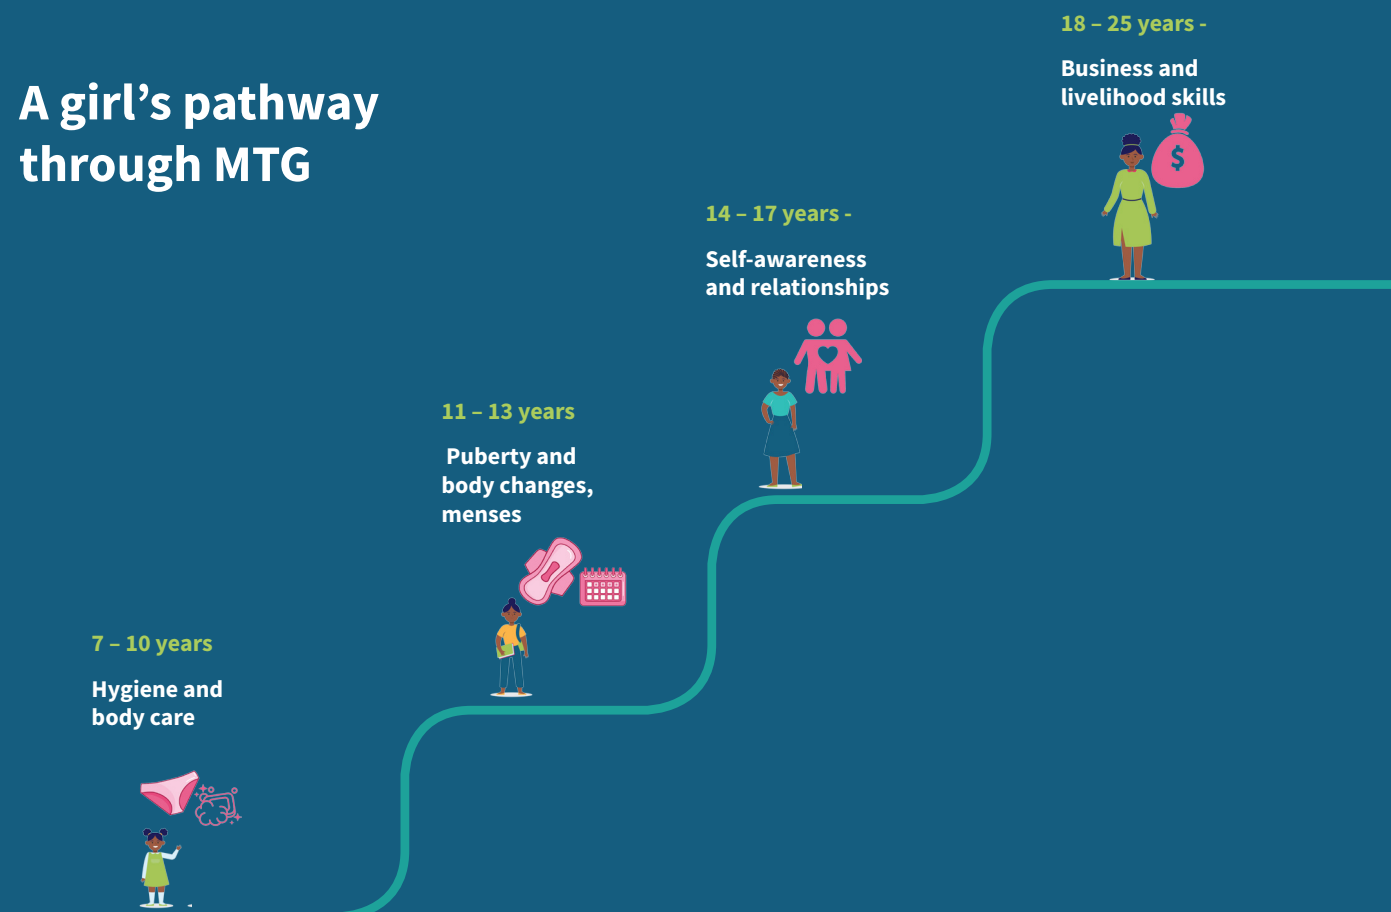 A girl’s pathway
through MTG
18 – 25 years -
Business and
livelihood skills
$
14 – 17 years -
Self-awareness
and relationships
11 – 13 years
Puberty and
body changes,
menses
7 – 10 years
Hygiene and
body care